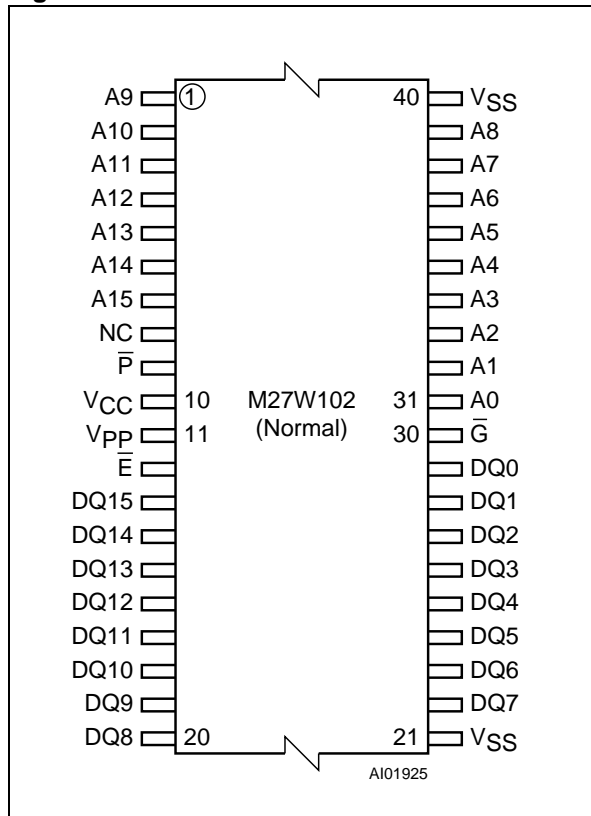 A9 1 40 VSS
A10 A8
A11 A7
A12 A6
A13 A5
A14 A4
A15 A3
NC A2
P̅ A1
VCC 10 M27W102 31 A0
VPP 11 (Normal) 30 G̅
E̅ DQ0
DQ15 DQ1
DQ14 DQ2
DQ13 DQ3
DQ12 DQ4
DQ11 DQ5
DQ10 DQ6
DQ9 DQ7
DQ8 20 21 VSS
AI01925